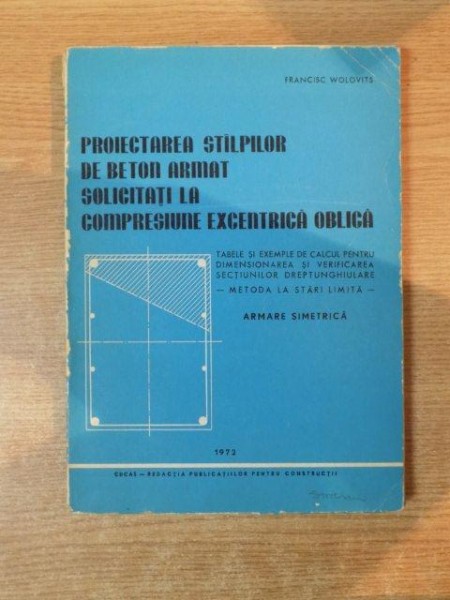 FRANCISC WOLOVITS
PROIECTAREA STÎLPILOR
DE BETON ARMAT
SOLICITAȚI LA
COMPRESIUNE EXCENTRICĂ OBLICĂ
TABELE ȘI EXEMPLE DE CALCUL PENTRU
DIMENSIONAREA ȘI VERIFICAREA
SECȚIUNILOR DREPTUNGHIULARE
— METODA LA STĂRI LIMITĂ —
ARMARE SIMETRICĂ
1973
CDCAS — REDACȚIA PUBLICAȚIILOR PENTRU CONSTRUCȚII